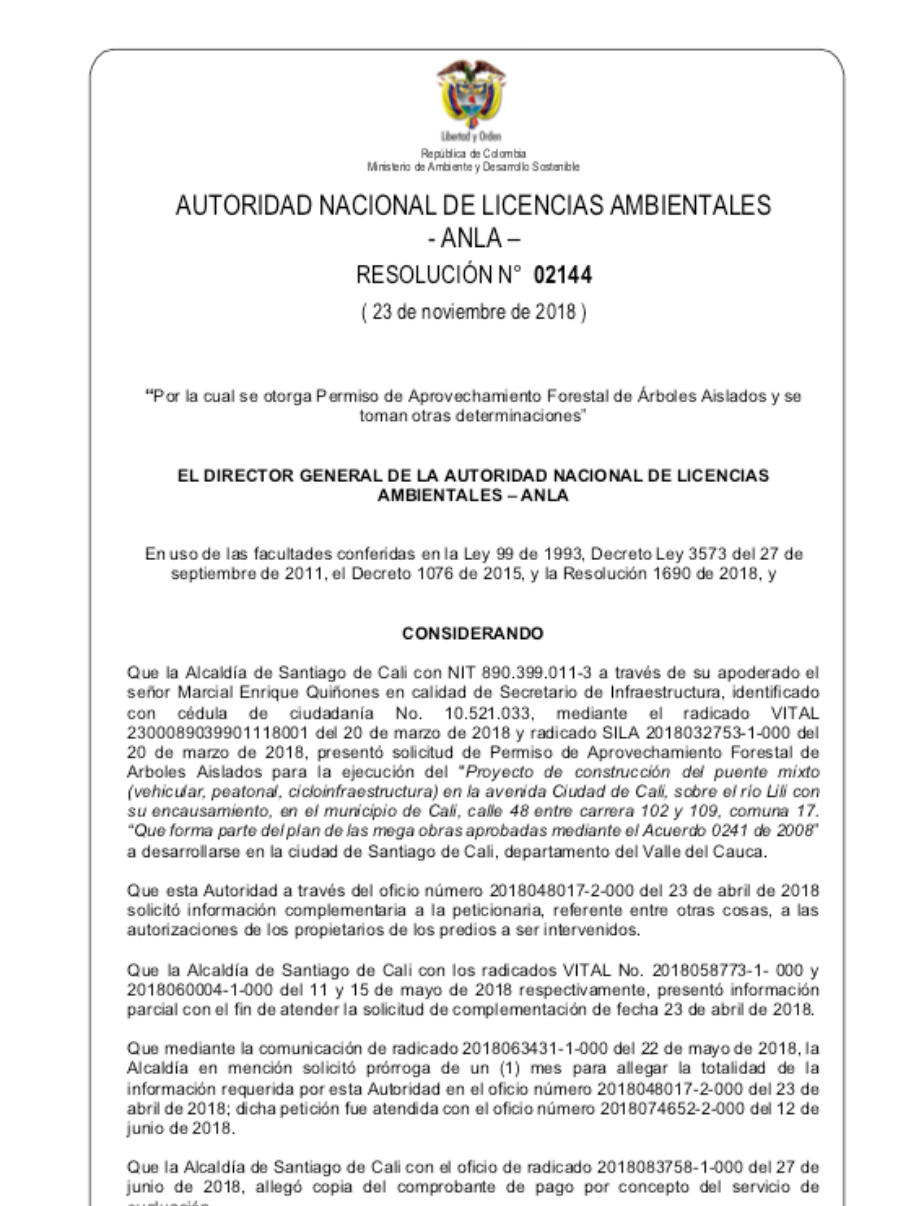 Libertad y Orden
República de Colombia
Ministerio de Ambiente y Desarrollo Sostenible
AUTORIDAD NACIONAL DE LICENCIAS AMBIENTALES
- ANLA –
RESOLUCIÓN N° 02144
( 23 de noviembre de 2018 )
“Por la cual se otorga Permiso de Aprovechamiento Forestal de Árboles Aislados y se
toman otras determinaciones”
EL DIRECTOR GENERAL DE LA AUTORIDAD NACIONAL DE LICENCIAS
AMBIENTALES – ANLA
En uso de las facultades conferidas en la Ley 99 de 1993, Decreto Ley 3573 del 27 de
septiembre de 2011, el Decreto 1076 de 2015, y la Resolución 1690 de 2018, y
CONSIDERANDO
Que la Alcaldía de Santiago de Cali con NIT 890.399.011-3 a través de su apoderado el
señor Marcial Enrique Quiñones en calidad de Secretario de Infraestructura, identificado
con cédula de ciudadanía No. 10.521.033, mediante el radicado VITAL
2300089039901118001 del 20 de marzo de 2018 y radicado SILA 2018032753-1-000 del
20 de marzo de 2018, presentó solicitud de Permiso de Aprovechamiento Forestal de
Arboles Aislados para la ejecución del "Proyecto de construcción del puente mixto
(vehicular, peatonal, cicloinfraestructura) en la avenida Ciudad de Cali, sobre el río Lili con
su encausamiento, en el municipio de Cali, calle 48 entre carrera 102 y 109, comuna 17.
“Que forma parte del plan de las mega obras aprobadas mediante el Acuerdo 0241 de 2008”
a desarrollarse en la ciudad de Santiago de Cali, departamento del Valle del Cauca.
Que esta Autoridad a través del oficio número 2018048017-2-000 del 23 de abril de 2018
solicitó información complementaria a la peticionaria, referente entre otras cosas, a las
autorizaciones de los propietarios de los predios a ser intervenidos.
Que la Alcaldía de Santiago de Cali con los radicados VITAL No. 2018058773-1- 000 y
2018060004-1-000 del 11 y 15 de mayo de 2018 respectivamente, presentó información
parcial con el fin de atender la solicitud de complementación de fecha 23 de abril de 2018.
Que mediante la comunicación de radicado 2018063431-1-000 del 22 de mayo de 2018, la
Alcaldía en mención solicitó prórroga de un (1) mes para allegar la totalidad de la
información requerida por esta Autoridad en el oficio número 2018048017-2-000 del 23 de
abril de 2018; dicha petición fue atendida con el oficio número 2018074652-2-000 del 12 de
junio de 2018.
Que la Alcaldía de Santiago de Cali con el oficio de radicado 2018083758-1-000 del 27 de
junio de 2018, allegó copia del comprobante de pago por concepto del servicio de